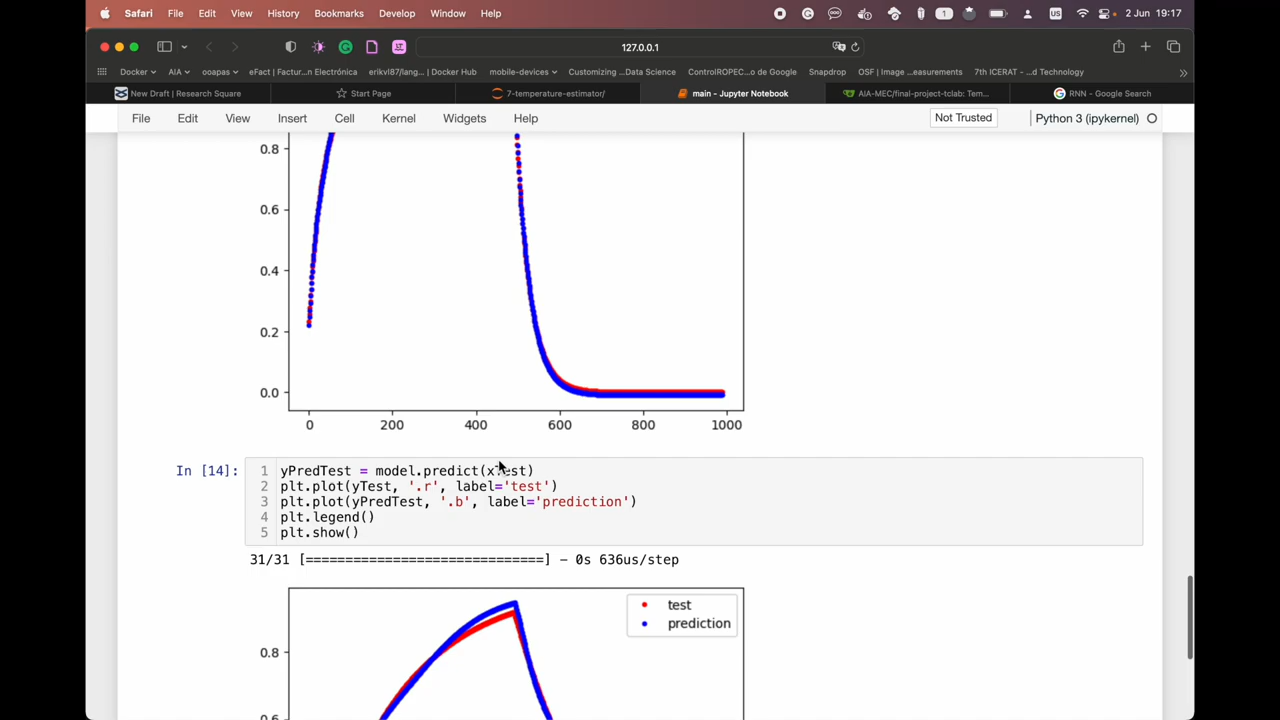 Safari File Edit View History Bookmarks Develop Window Help 1 US 2 Jun 19:17
127.0.0.1
Docker AIA ooapas eFact | Factur...n Electrónica erikvl87/lang... | Docker Hub mobile-devices Customizing ...Data Science ControlROPEC...o de Google Snapdrop OSF | Image ...easurements 7th ICERAT - ...d Technology
New Draft | Research Square Start Page 7-temperature-estimator/ main - Jupyter Notebook AIA-MEC/final-project-tclab: Tem... RNN - Google Search
File Edit View Insert Cell Kernel Widgets Help Not Trusted Python 3 (ipykernel)
0.8
0.6
0.4
0.2
0.0
0 200 400 600 800 1000
In [14]: 1 yPredTest = model.predict(xTest)
2 plt.plot(yTest, '.r', label='test')
3 plt.plot(yPredTest, '.b', label='prediction')
4 plt.legend()
5 plt.show()
31/31 [==============================] - 0s 636us/step
test
prediction
0.8
0.6